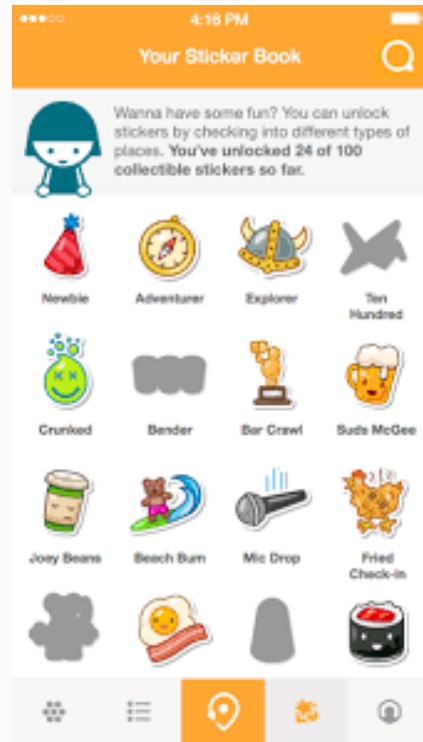 4:16 PM
Your Sticker Book
Wanna have some fun? You can unlock
stickers by checking into different types of
places. You've unlocked 24 of 100
collectible stickers so far.
Newbie
Adventurer
Explorer
Ten
Hundred
Crunked
Bender
Bar Crawl
Suds McGee
Joey Beans
Beach Bum
Mic Drop
Fried
Check-in